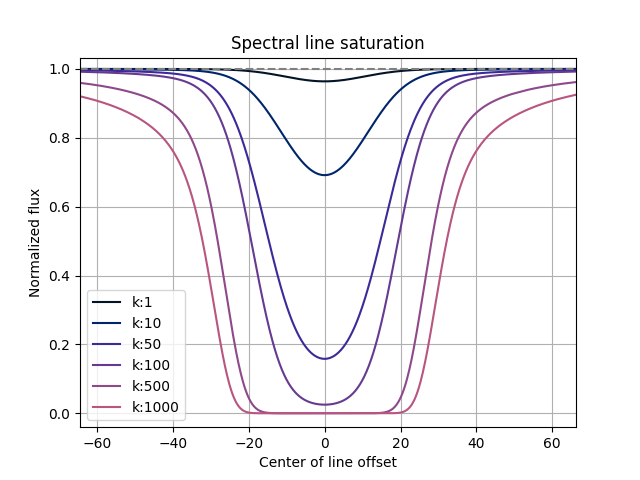 Spectral line saturation
1.0
0.8
0.6
0.4
0.2
0.0
Normalized flux
k:1
k:10
k:50
k:100
k:500
k:1000
−60 −40 −20 0 20 40 60
Center of line offset